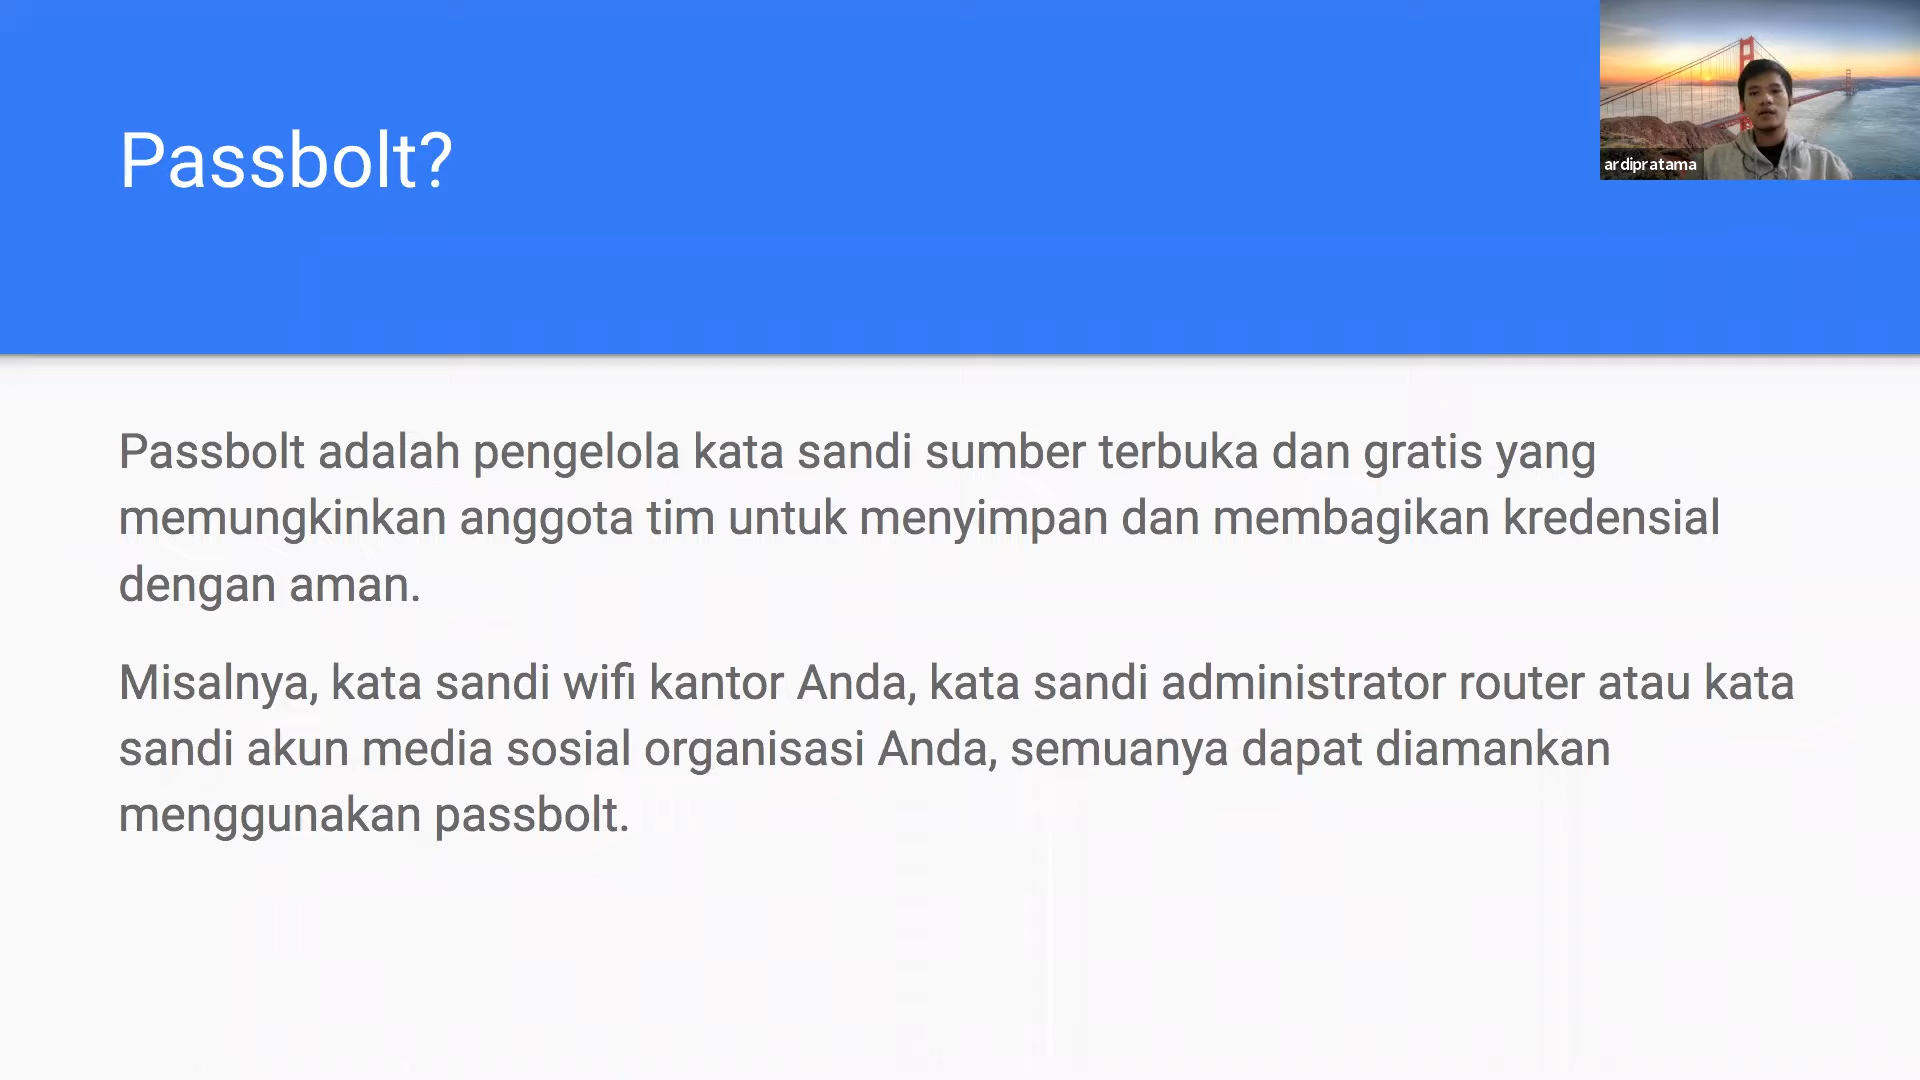 Passbolt?
ardipratama
Passbolt adalah pengelola kata sandi sumber terbuka dan gratis yang
memungkinkan anggota tim untuk menyimpan dan membagikan kredensial
dengan aman.
Misalnya, kata sandi wifi kantor Anda, kata sandi administrator router atau kata
sandi akun media sosial organisasi Anda, semuanya dapat diamankan
menggunakan passbolt.